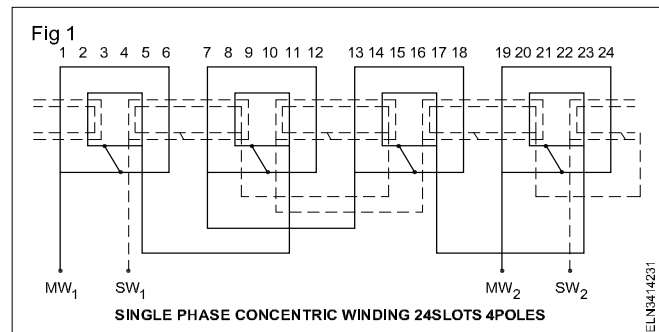 Fig 1
1 2 3 4 5 6 7 8 9 10 11 12 13 14 15 16 17 18 19 20 21 22 23 24
MW1 SW1 MW2 SW2
SINGLE PHASE CONCENTRIC WINDING 24SLOTS 4POLES
ELN3414231